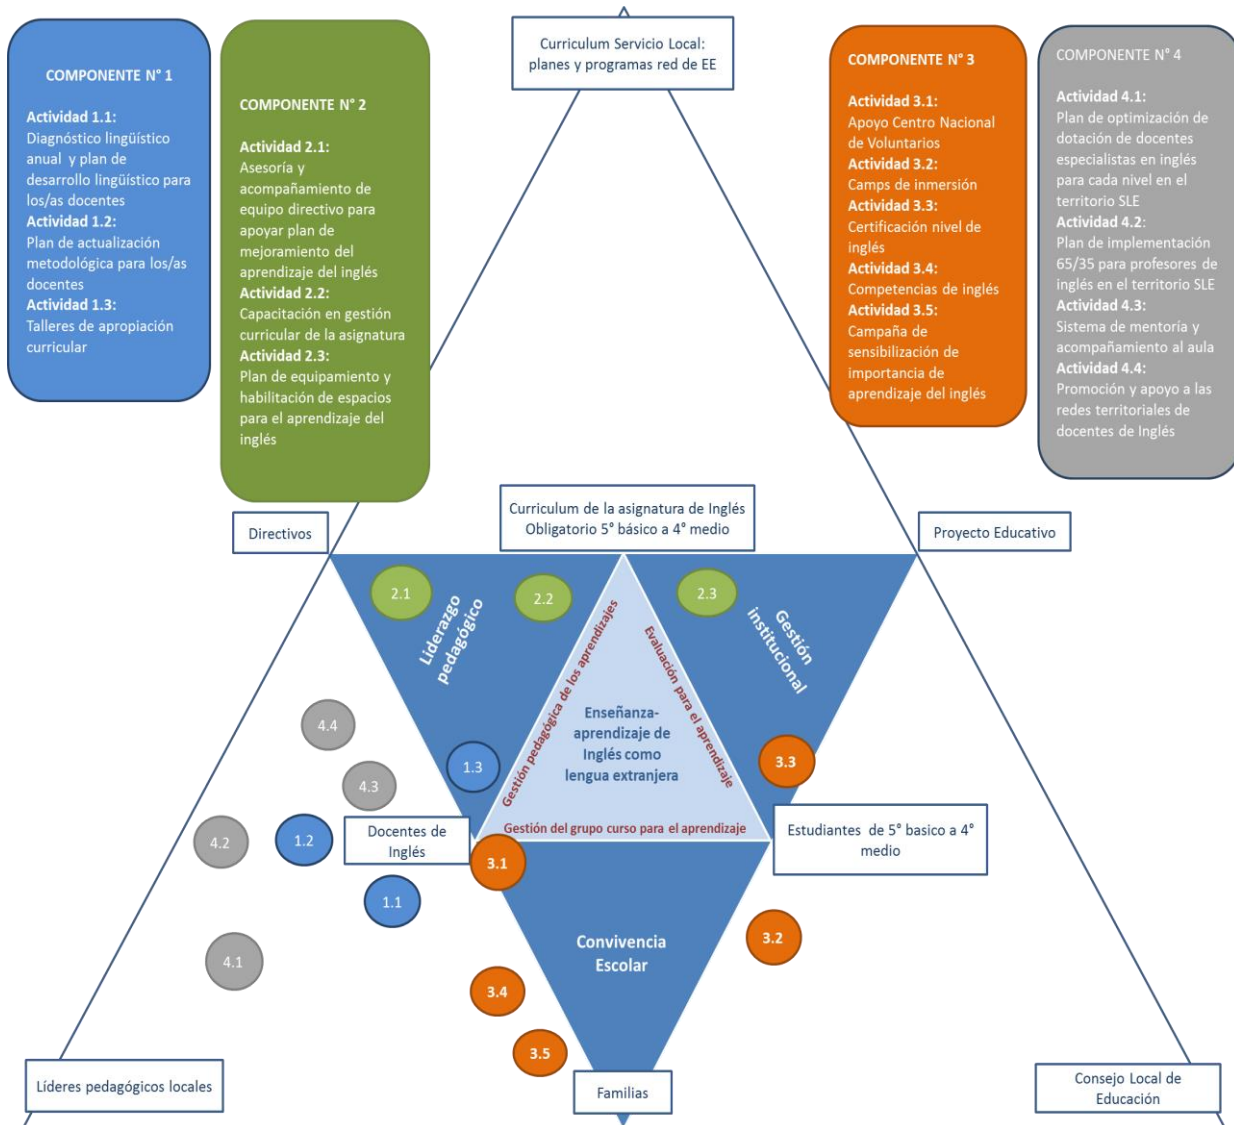 Curriculum Servicio Local:
planes y programas red de EE
COMPONENTE N° 1
Actividad 1.1:
Diagnóstico lingüístico
anual y plan de
desarrollo lingüístico para
los/as docentes
Actividad 1.2:
Plan de actualización
metodológica para los/as
docentes
Actividad 1.3:
Talleres de apropiación
curricular
COMPONENTE N° 2
Actividad 2.1:
Asesoría y
acompañamiento de
equipo directivo para
apoyar plan de
mejoramiento del
aprendizaje del inglés
Actividad 2.2:
Capacitación en gestión
curricular de la asignatura
Actividad 2.3:
Plan de equipamiento y
habilitación de espacios
para el aprendizaje del
inglés
COMPONENTE N° 3
Actividad 3.1:
Apoyo Centro Nacional
de Voluntarios
Actividad 3.2:
Camps de inmersión
Actividad 3.3:
Certificación nivel de
inglés
Actividad 3.4:
Competencias de inglés
Actividad 3.5:
Campaña de
sensibilización de
importancia de
aprendizaje del inglés
COMPONENTE N° 4
Actividad 4.1:
Plan de optimización de
dotación de docentes
especialistas en inglés
para cada nivel en el
territorio SLE
Actividad 4.2:
Plan de implementación
65/35 para profesores de
inglés en el territorio SLE
Actividad 4.3:
Sistema de mentoría y
acompañamiento al aula
Actividad 4.4:
Promoción y apoyo a las
redes territoriales de
docentes de Inglés
Directivos
Curriculum de la asignatura de Inglés
Obligatorio 5° básico a 4° medio
Proyecto Educativo
2.1
2.2
2.3
Liderazgo
pedagógico
Gestión pedagógica de los aprendizajes
Evaluación para el aprendizaje
Gestión
institucional
Enseñanza-
aprendizaje de
Inglés como
lengua extranjera
4.4
1.3
3.3
4.3
Gestión del grupo curso para el aprendizaje
4.2
1.2
Docentes de
Inglés
Estudiantes de 5° basico a 4°
medio
3.1
1.1
Convivencia
Escolar
3.2
4.1
3.4
3.5
Líderes pedagógicos locales
Familias
Consejo Local de
Educación